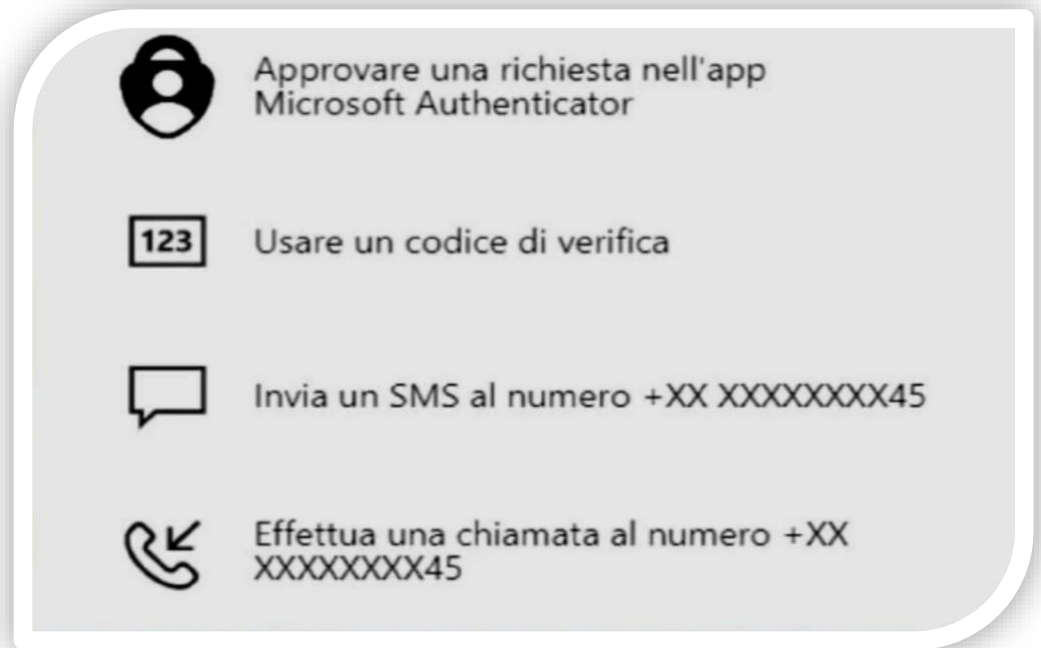 Approvare una richiesta nell'app
Microsoft Authenticator
123
Usare un codice di verifica
Invia un SMS al numero +XX XXXXXXXX45
Effettua una chiamata al numero +XX
XXXXXXXX45